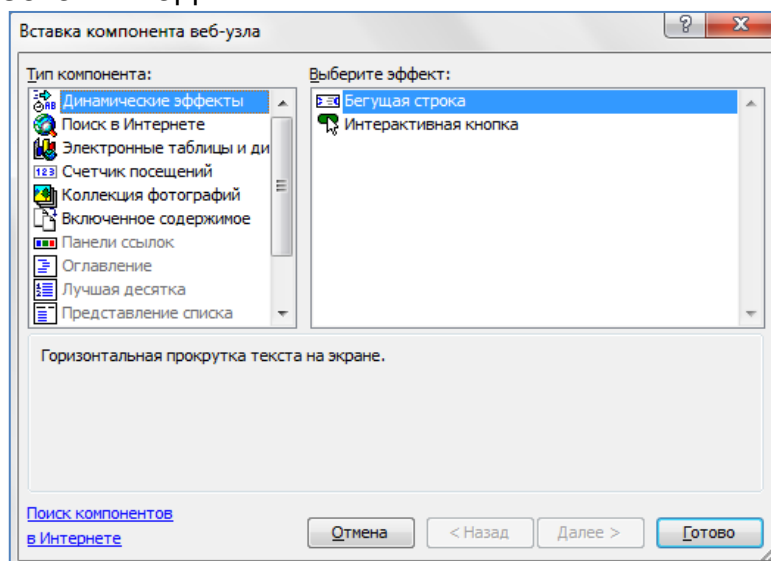 Вставка компонента веб-узла
Тип компонента:
Динамические эффекты
Поиск в Интернете
Электронные таблицы и ди
Счетчик посещений
Коллекция фотографий
Включенное содержимое
Панели ссылок
Оглавление
Лучшая десятка
Представление списка
Выберите эффект:
Бегущая строка
Интерактивная кнопка
Горизонтальная прокрутка текста на экране.
Поиск компонентов
в Интернете
Отмена
< Назад
Далее >
Готово